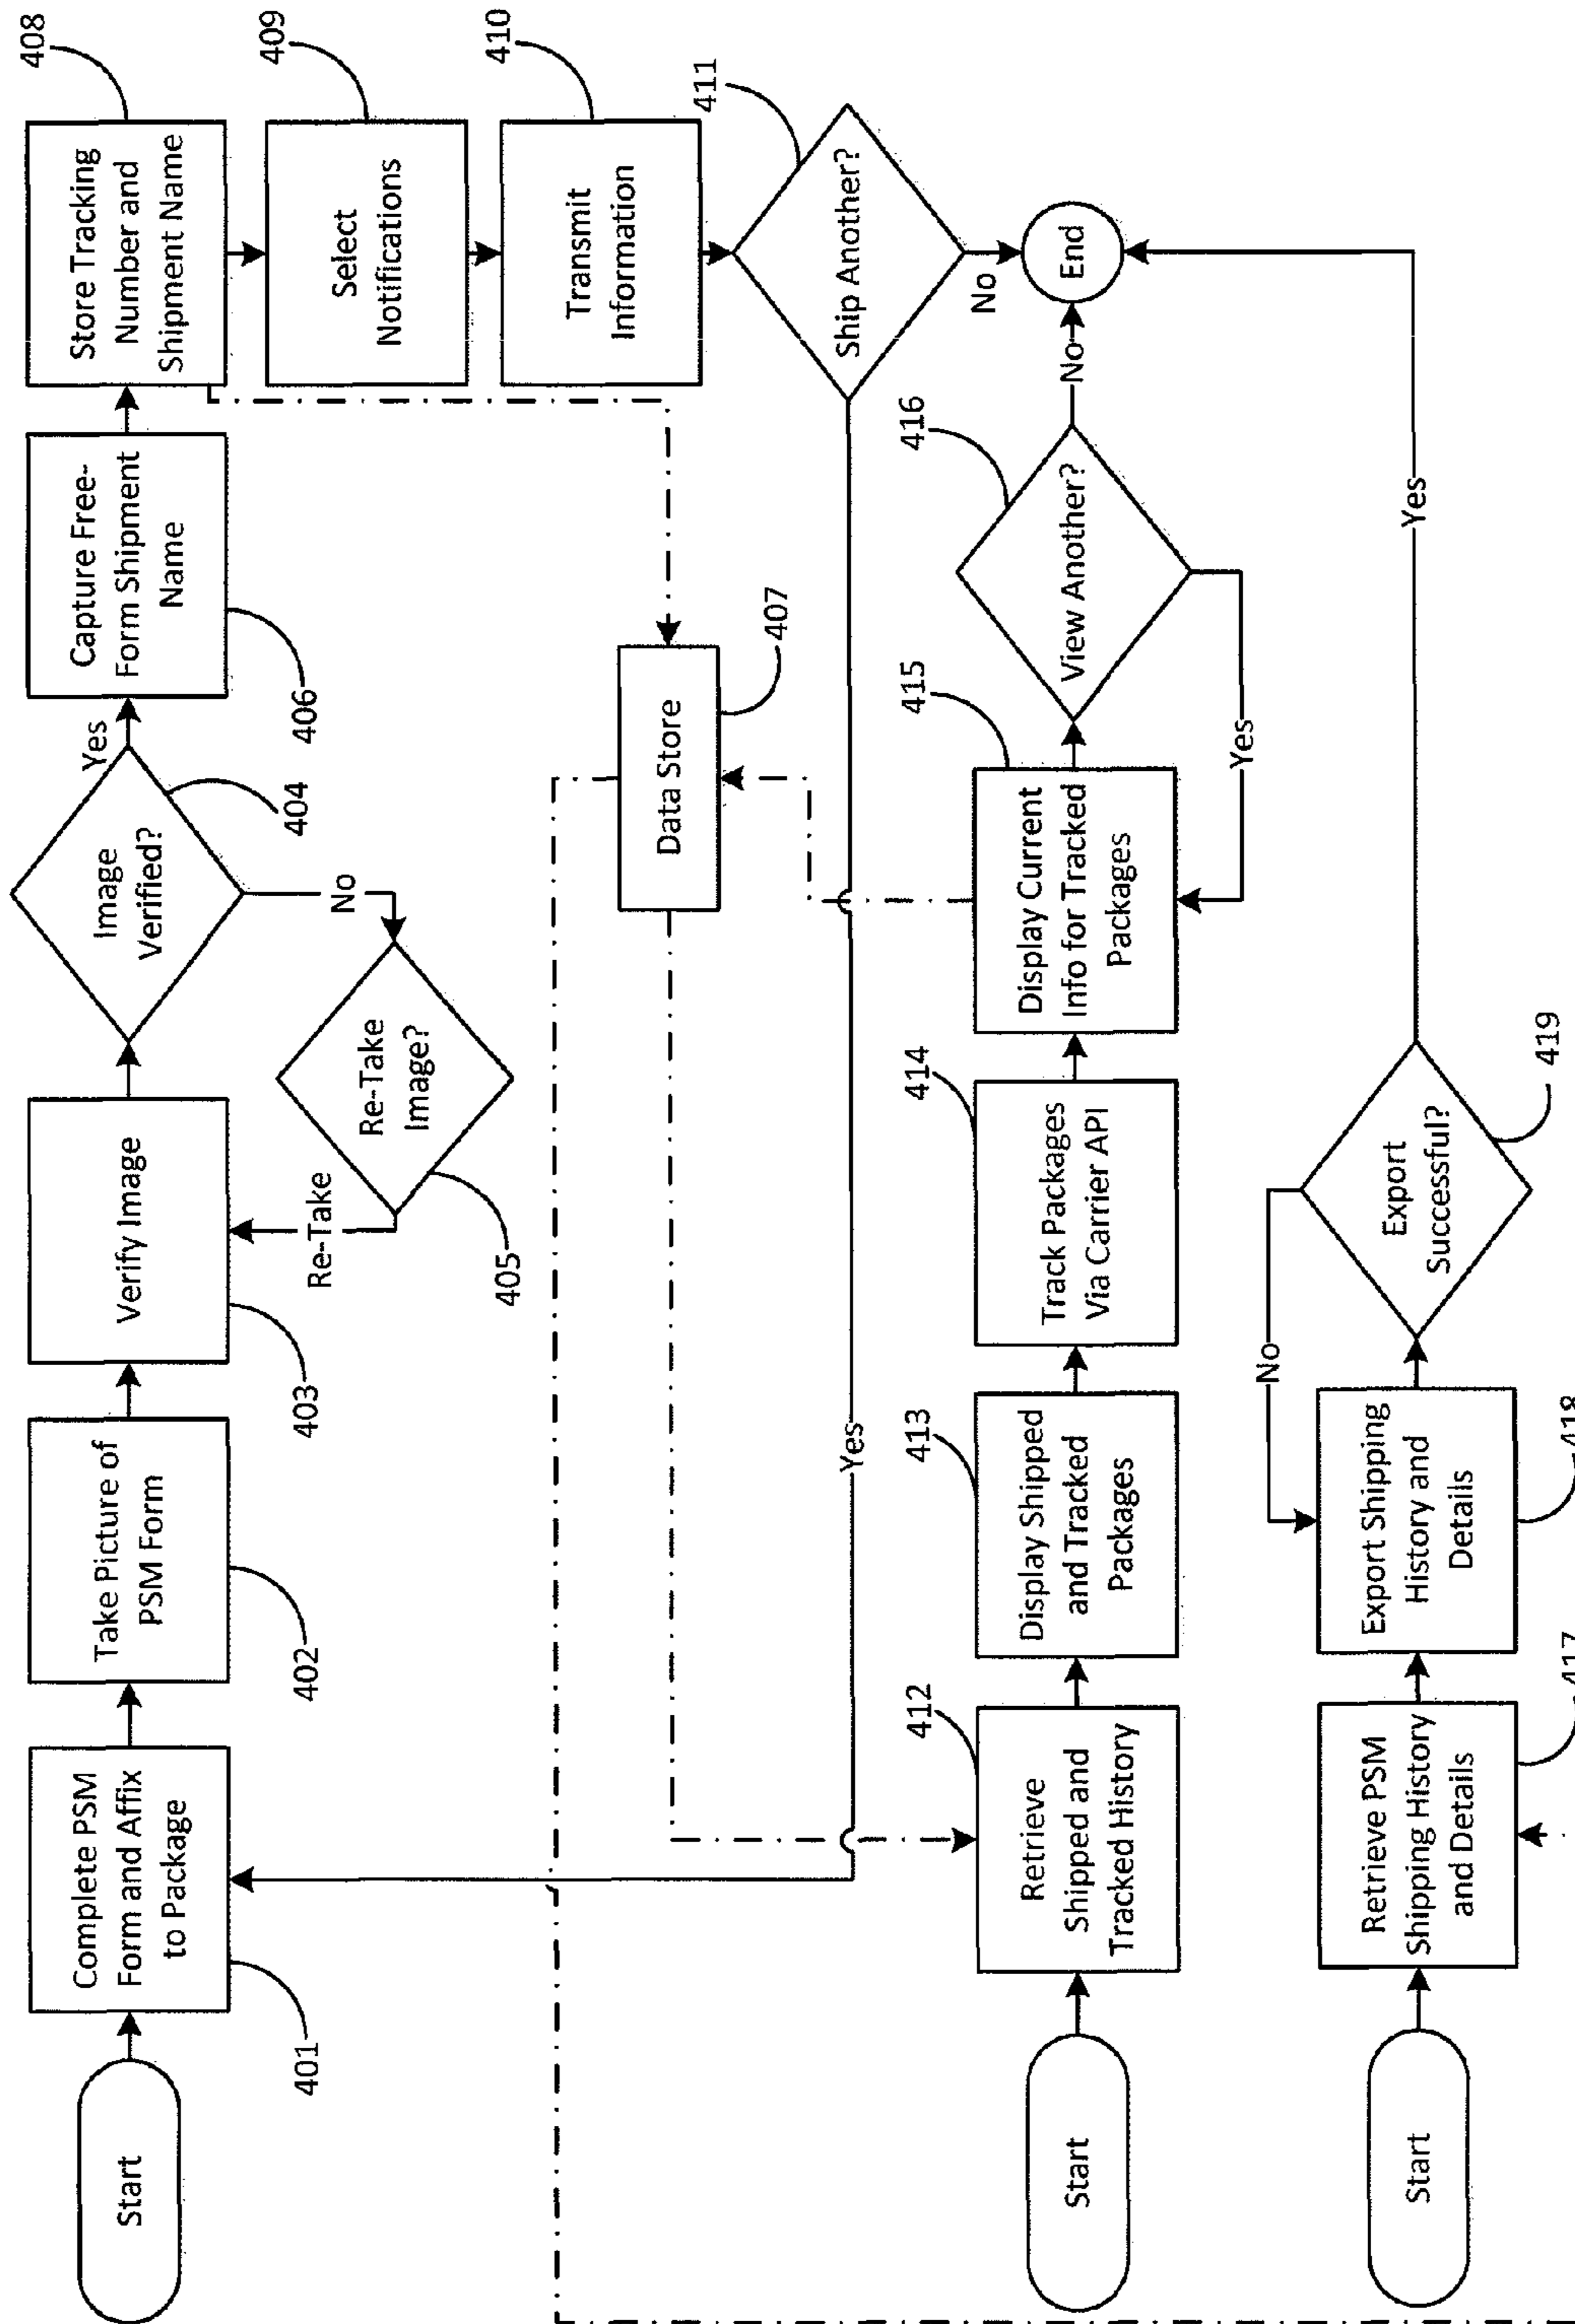 Start
Complete PSM
Form and Affix
to Package
401
Take Picture of
PSM Form
402
Verify Image
403
Image
Verified?
404
Yes
No
Re-Take
Image?
405
Re-Take
Capture Free-
Form Shipment
Name
406
Store Tracking
Number and
Shipment Name
408
Select
Notifications
409
Transmit
Information
410
Ship Another?
411
Yes
No
End
Data Store
407
Start
Retrieve
Shipped and
Tracked History
412
Display Shipped
and Tracked
Packages
413
Track Packages
Via Carrier API
414
Display Current
Info for Tracked
Packages
415
View Another?
416
No
Yes
Start
Retrieve PSM
Shipping History
and Details
417
Export Shipping
History and
Details
418
Export
Successful?
419
No
Yes